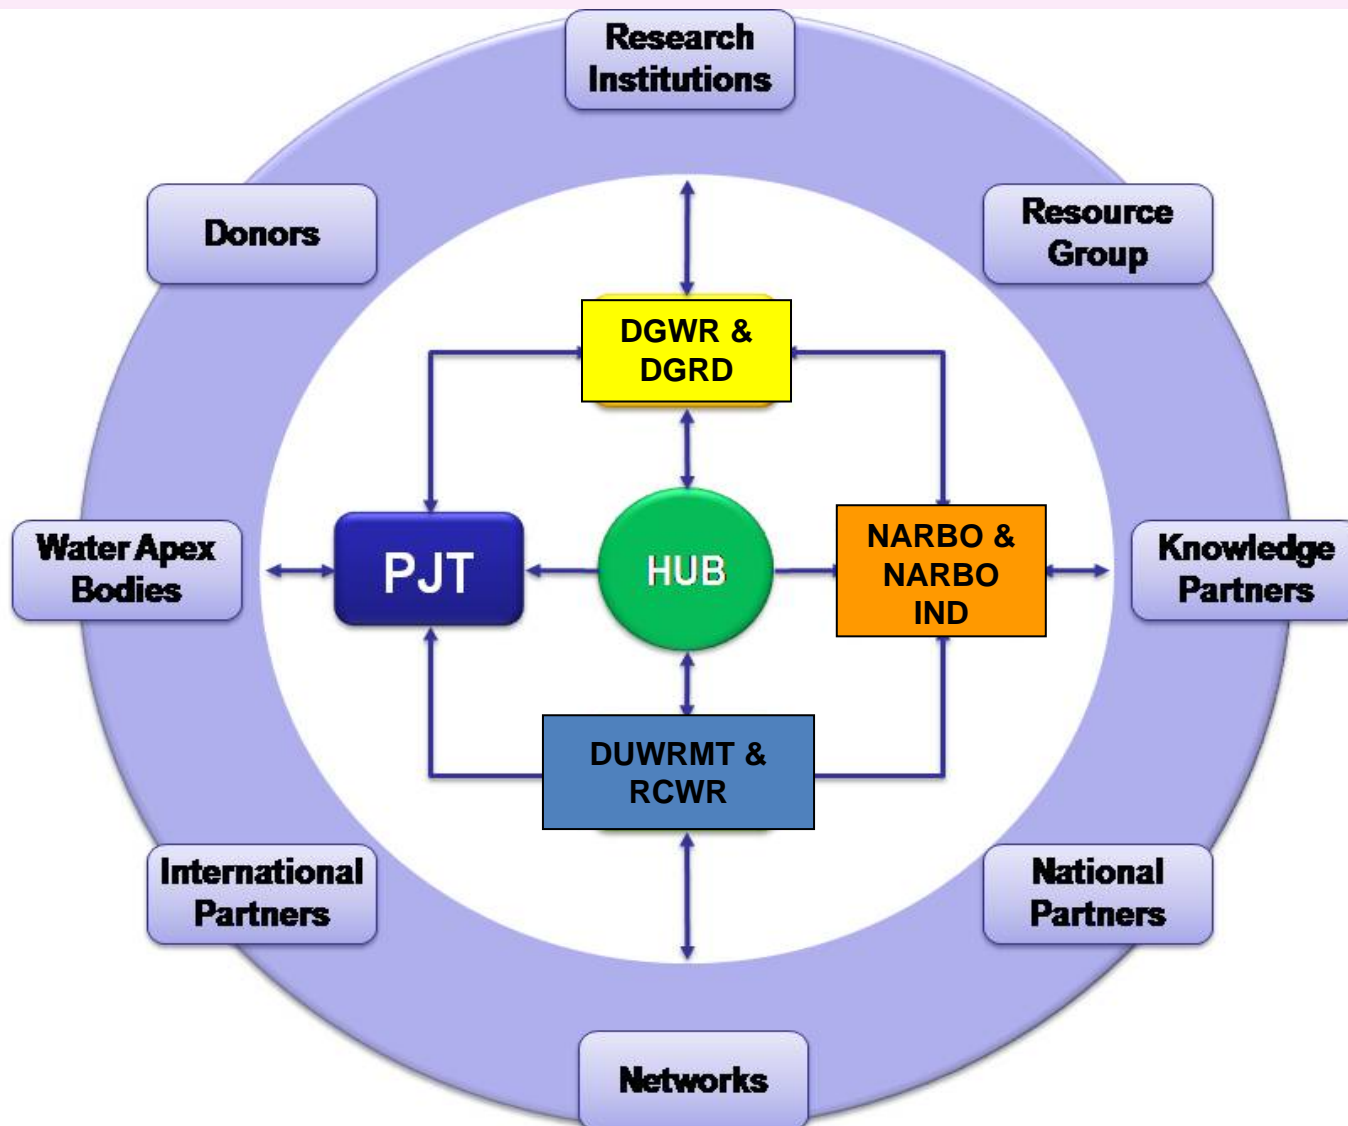 Research
Institutions
Donors
Resource
Group
DGWR &
DGRD
Water Apex
Bodies
PJT
HUB
NARBO &
NARBO
IND
Knowledge
Partners
DUWRMT &
RCWR
International
Partners
National
Partners
Networks